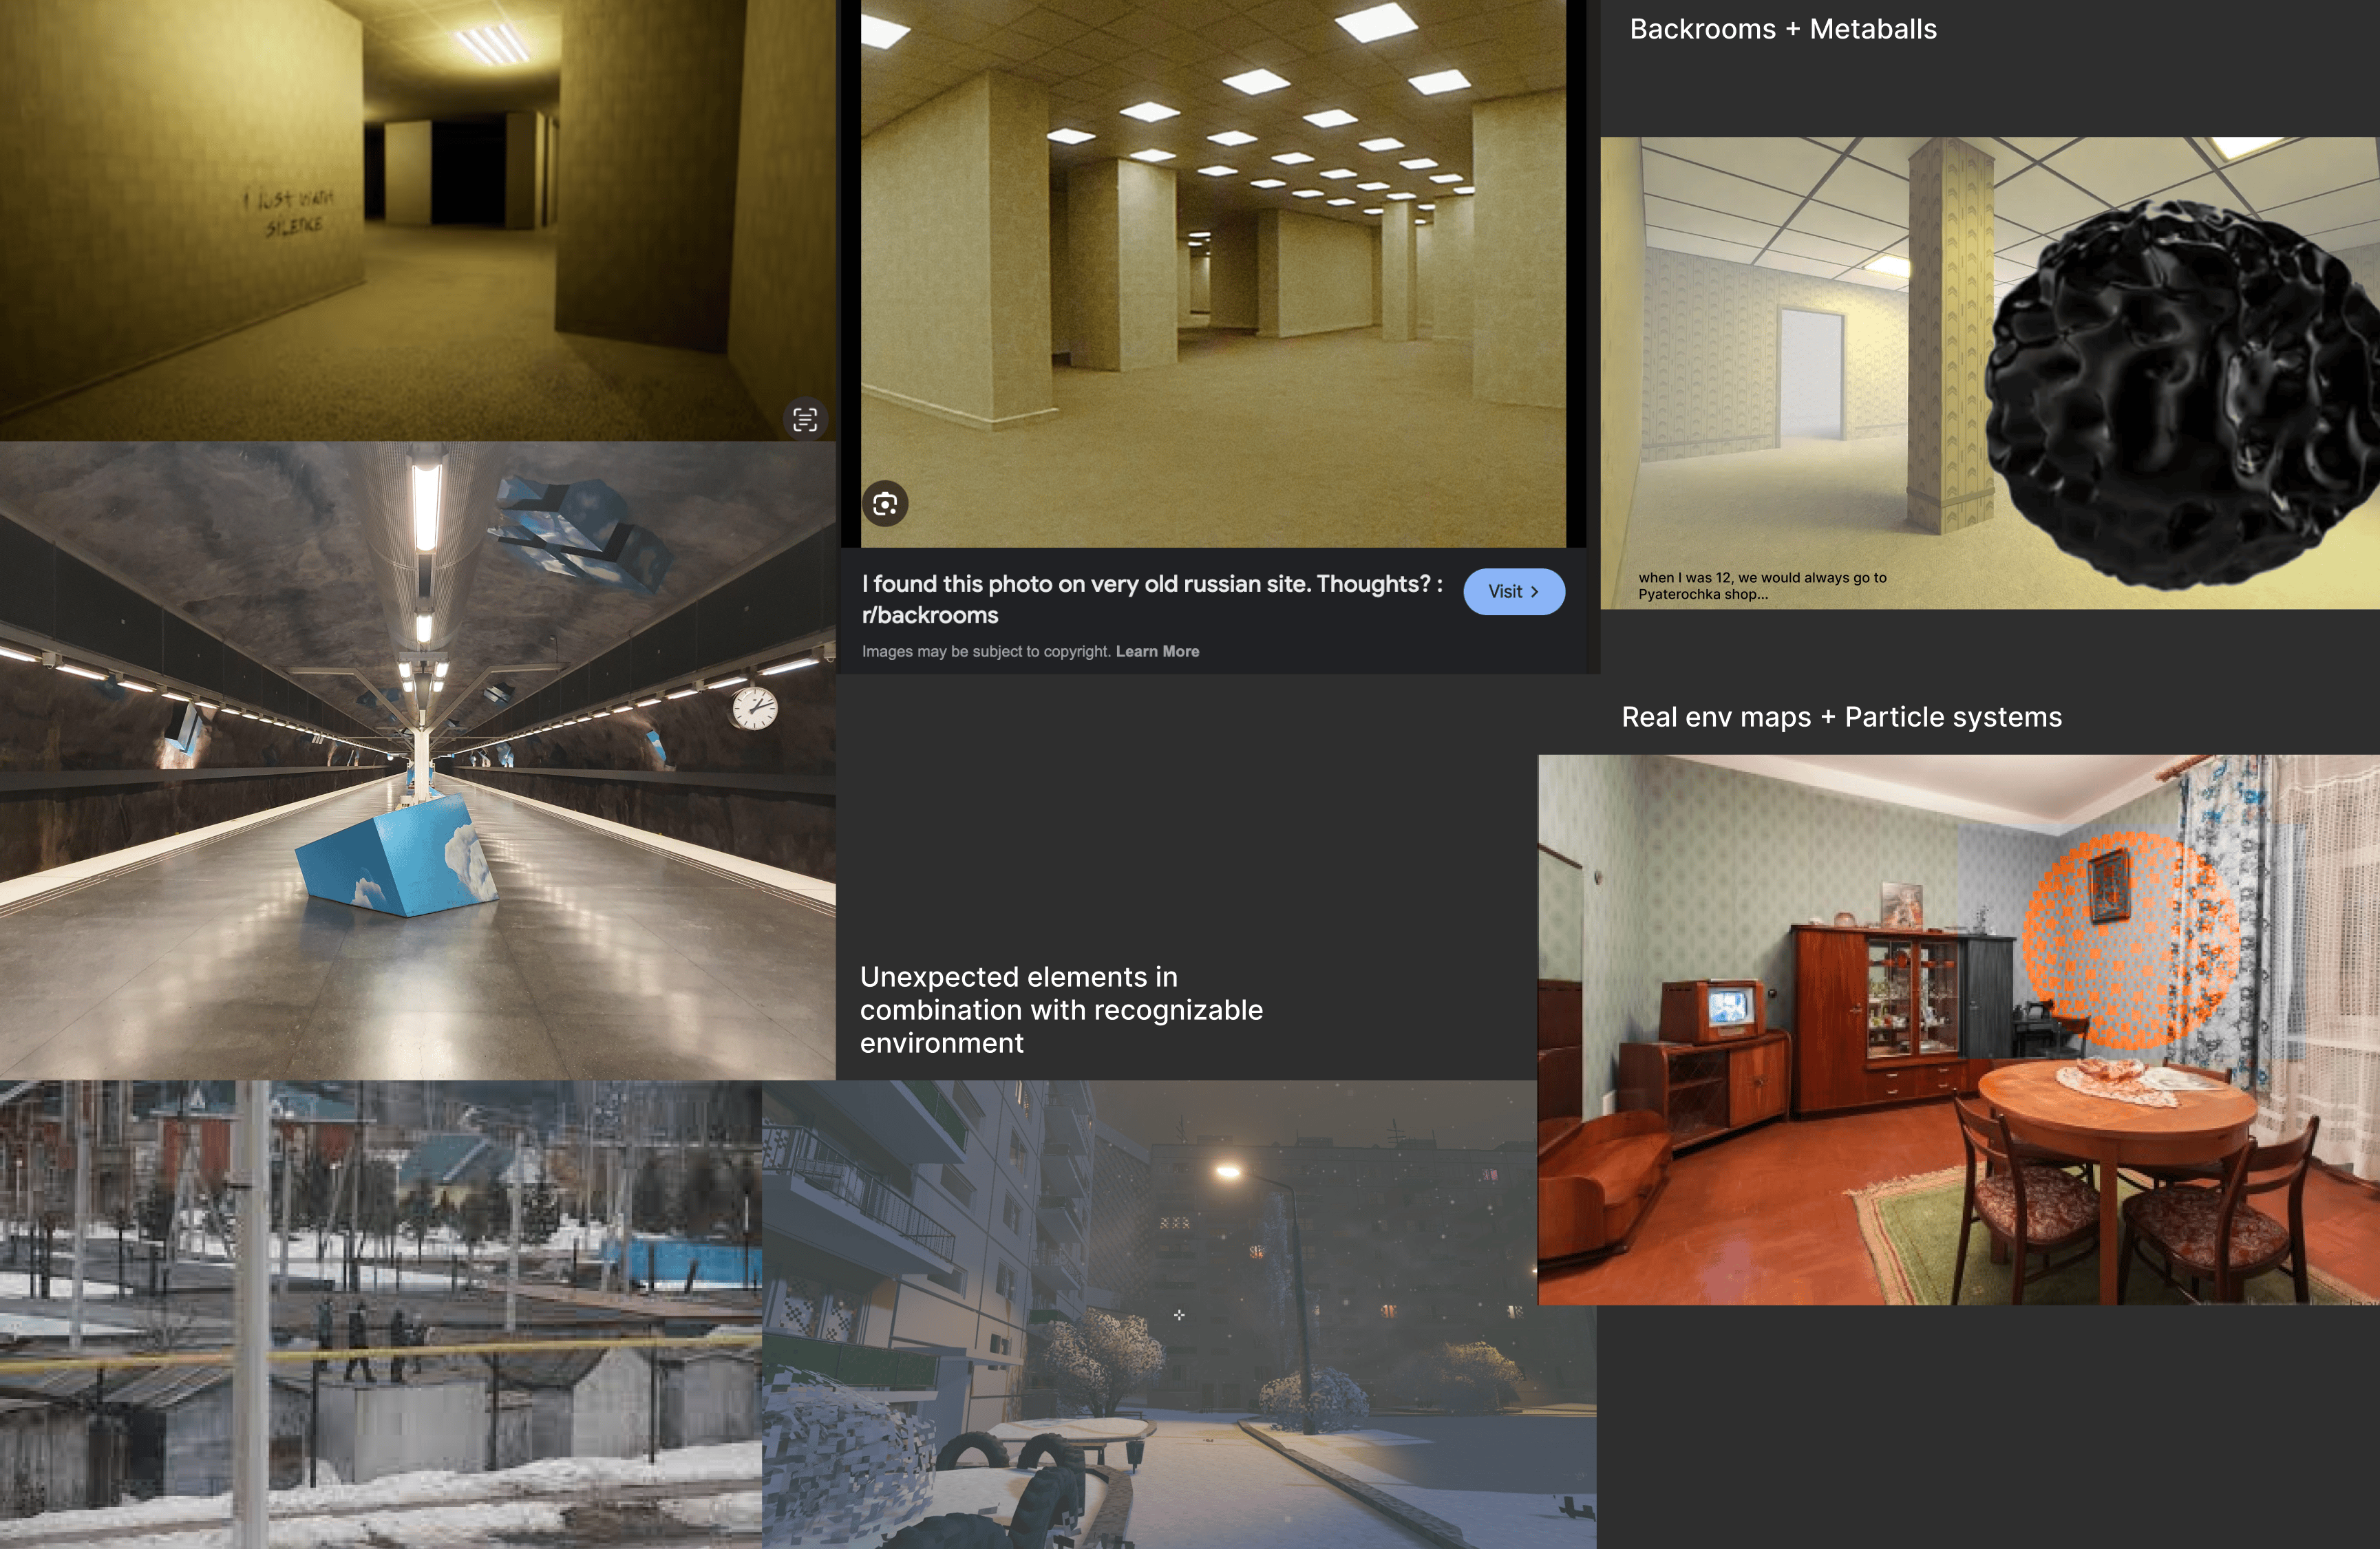 I JUST WANT
SILENCE
Backrooms + Metaballs
when I was 12, we would always go to
Pyaterochka shop...
I found this photo on very old russian site. Thoughts? :
r/backrooms
Visit >
Images may be subject to copyright. Learn More
Real env maps + Particle systems
Unexpected elements in
combination with recognizable
environment